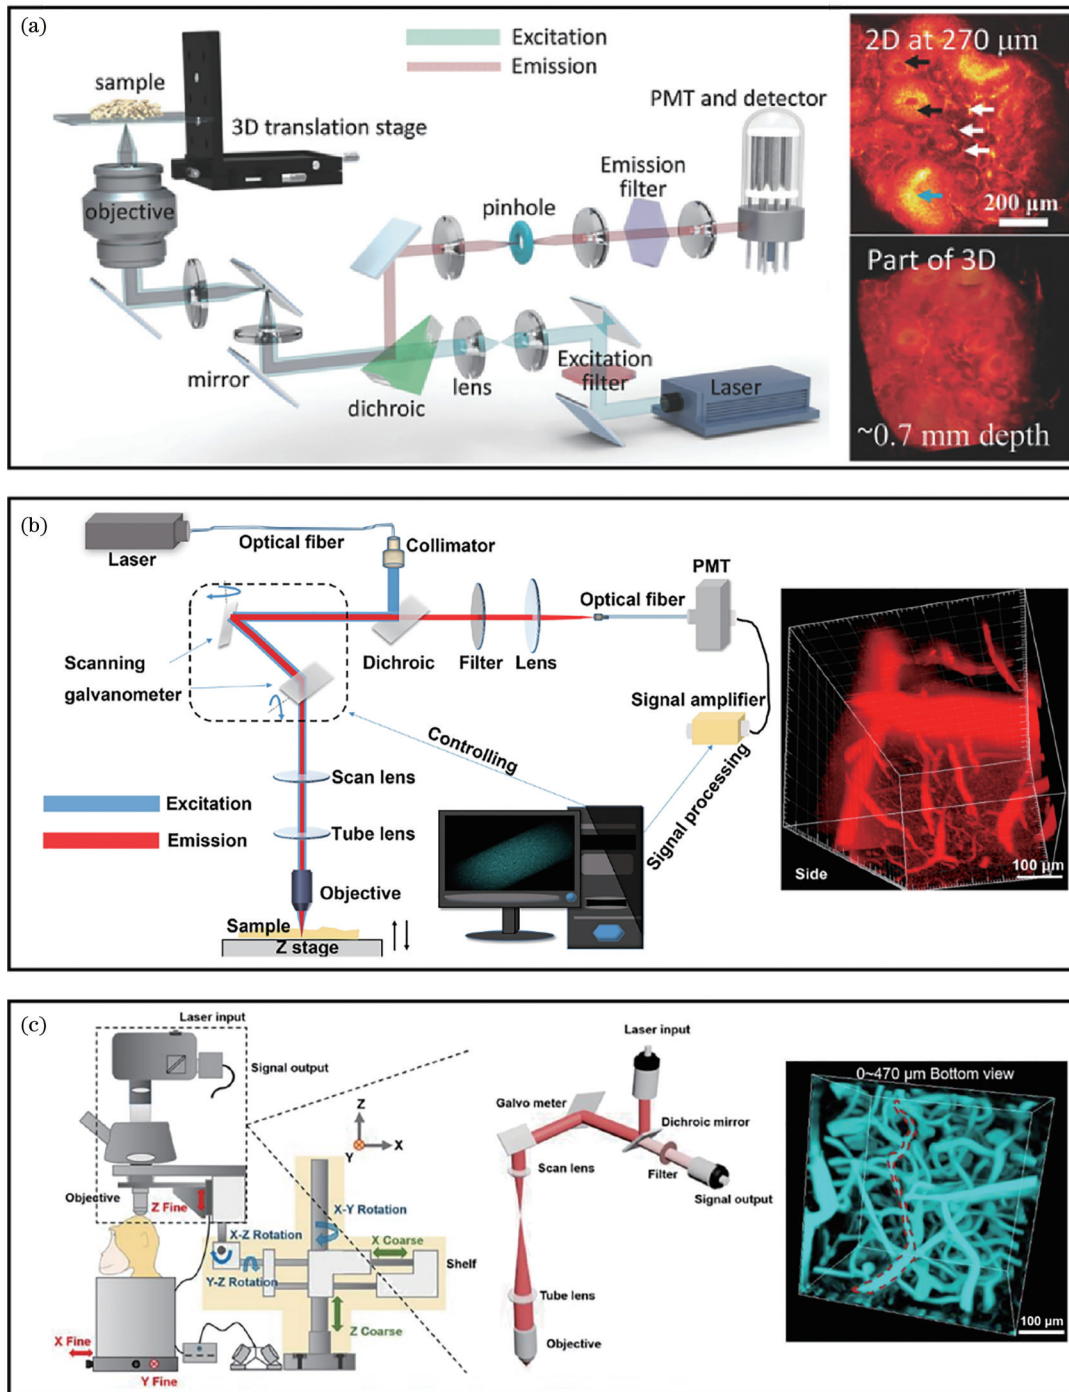 (a)
Excitation
Emission
sample
3D translation stage
PMT and detector
Emission
filter
objective
pinhole
mirror
dichroic
lens
Excitation
filter
Laser
2D at 270 μm
200 μm
Part of 3D
~0.7 mm depth
(b)
Laser
Optical fiber
Collimator
PMT
Optical fiber
Scanning
galvanometer
Dichroic
Filter
Lens
Signal amplifier
Controlling
Signal processing
Scan lens
Excitation
Emission
Tube lens
Objective
Sample
Z stage
Side
100 μm
(c)
Laser input
Signal output
Objective
Z Fine
Z
X
Y
X-Y Rotation
X-Z Rotation
Y-Z Rotation
X Coarse
Shelf
Z Coarse
X Fine
Y Fine
Laser input
Galvo meter
Dichroic mirror
Scan lens
Filter
Signal output
Tube lens
Objective
0~470 μm Bottom view
100 μm